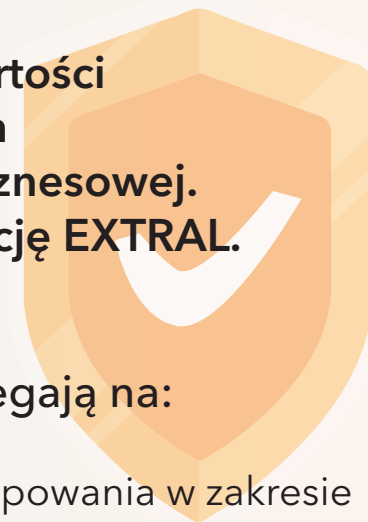 rtości
znesowej.
cję EXTRAL.
egają na:
powania w zakresie